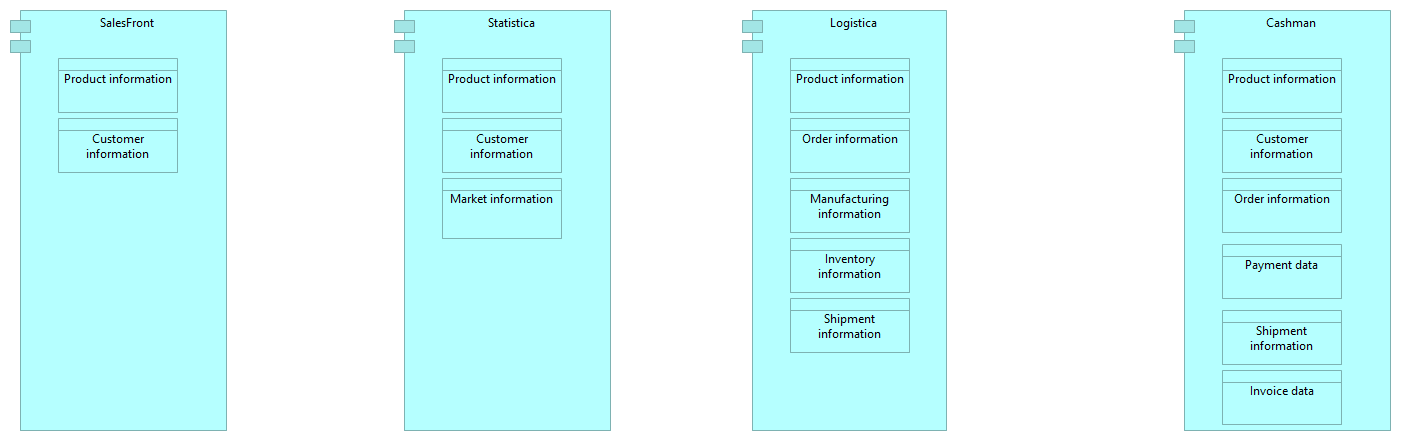 SalesFront
Product information
Customer
information
Statistica
Product information
Customer
information
Market information
Logistica
Product information
Order information
Manufacturing
information
Inventory
information
Shipment
information
Cashman
Product information
Customer
information
Order information
Payment data
Shipment
information
Invoice data